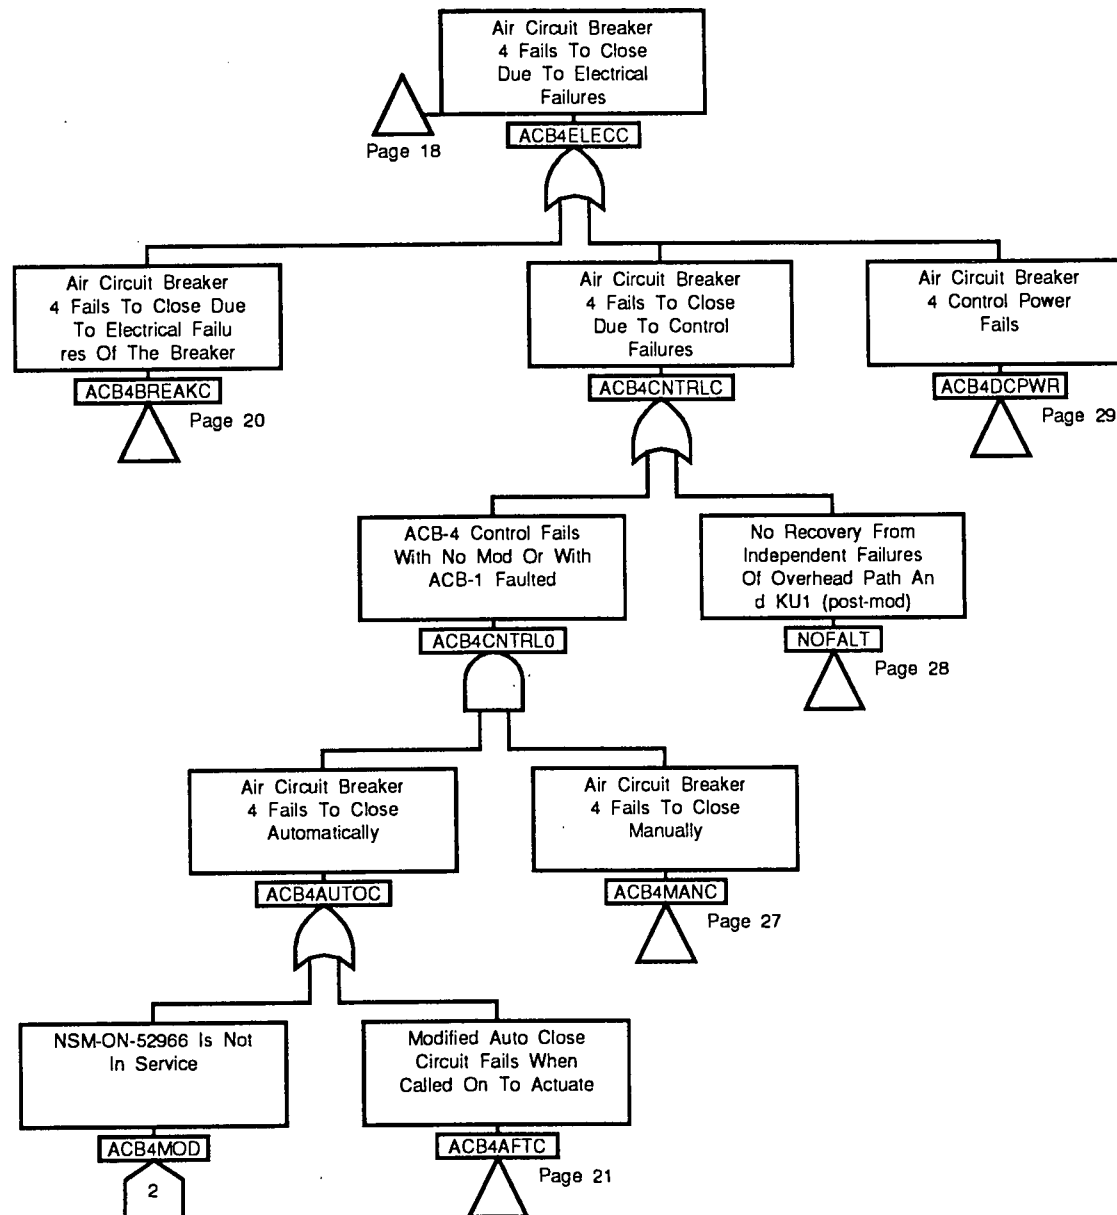 Air Circuit Breaker
4 Fails To Close
Due To Electrical
Failures
Page 18
ACB4ELECC
Air Circuit Breaker
4 Fails To Close Due
To Electrical Failu
res Of The Breaker
ACB4BREAKC
Page 20
Air Circuit Breaker
4 Fails To Close
Due To Control
Failures
ACB4CNTRLC
Air Circuit Breaker
4 Control Power
Fails
ACB4DCPWR
Page 29
ACB-4 Control Fails
With No Mod Or With
ACB-1 Faulted
ACB4CNTRL0
No Recovery From
Independent Failures
Of Overhead Path An
d KU1 (post-mod)
NOFALT
Page 28
Air Circuit Breaker
4 Fails To Close
Automatically
ACB4AUTOC
Air Circuit Breaker
4 Fails To Close
Manually
ACB4MANC
Page 27
NSM-ON-52966 Is Not
In Service
ACB4MOD
2
Modified Auto Close
Circuit Fails When
Called On To Actuate
ACB4AFTC
Page 21